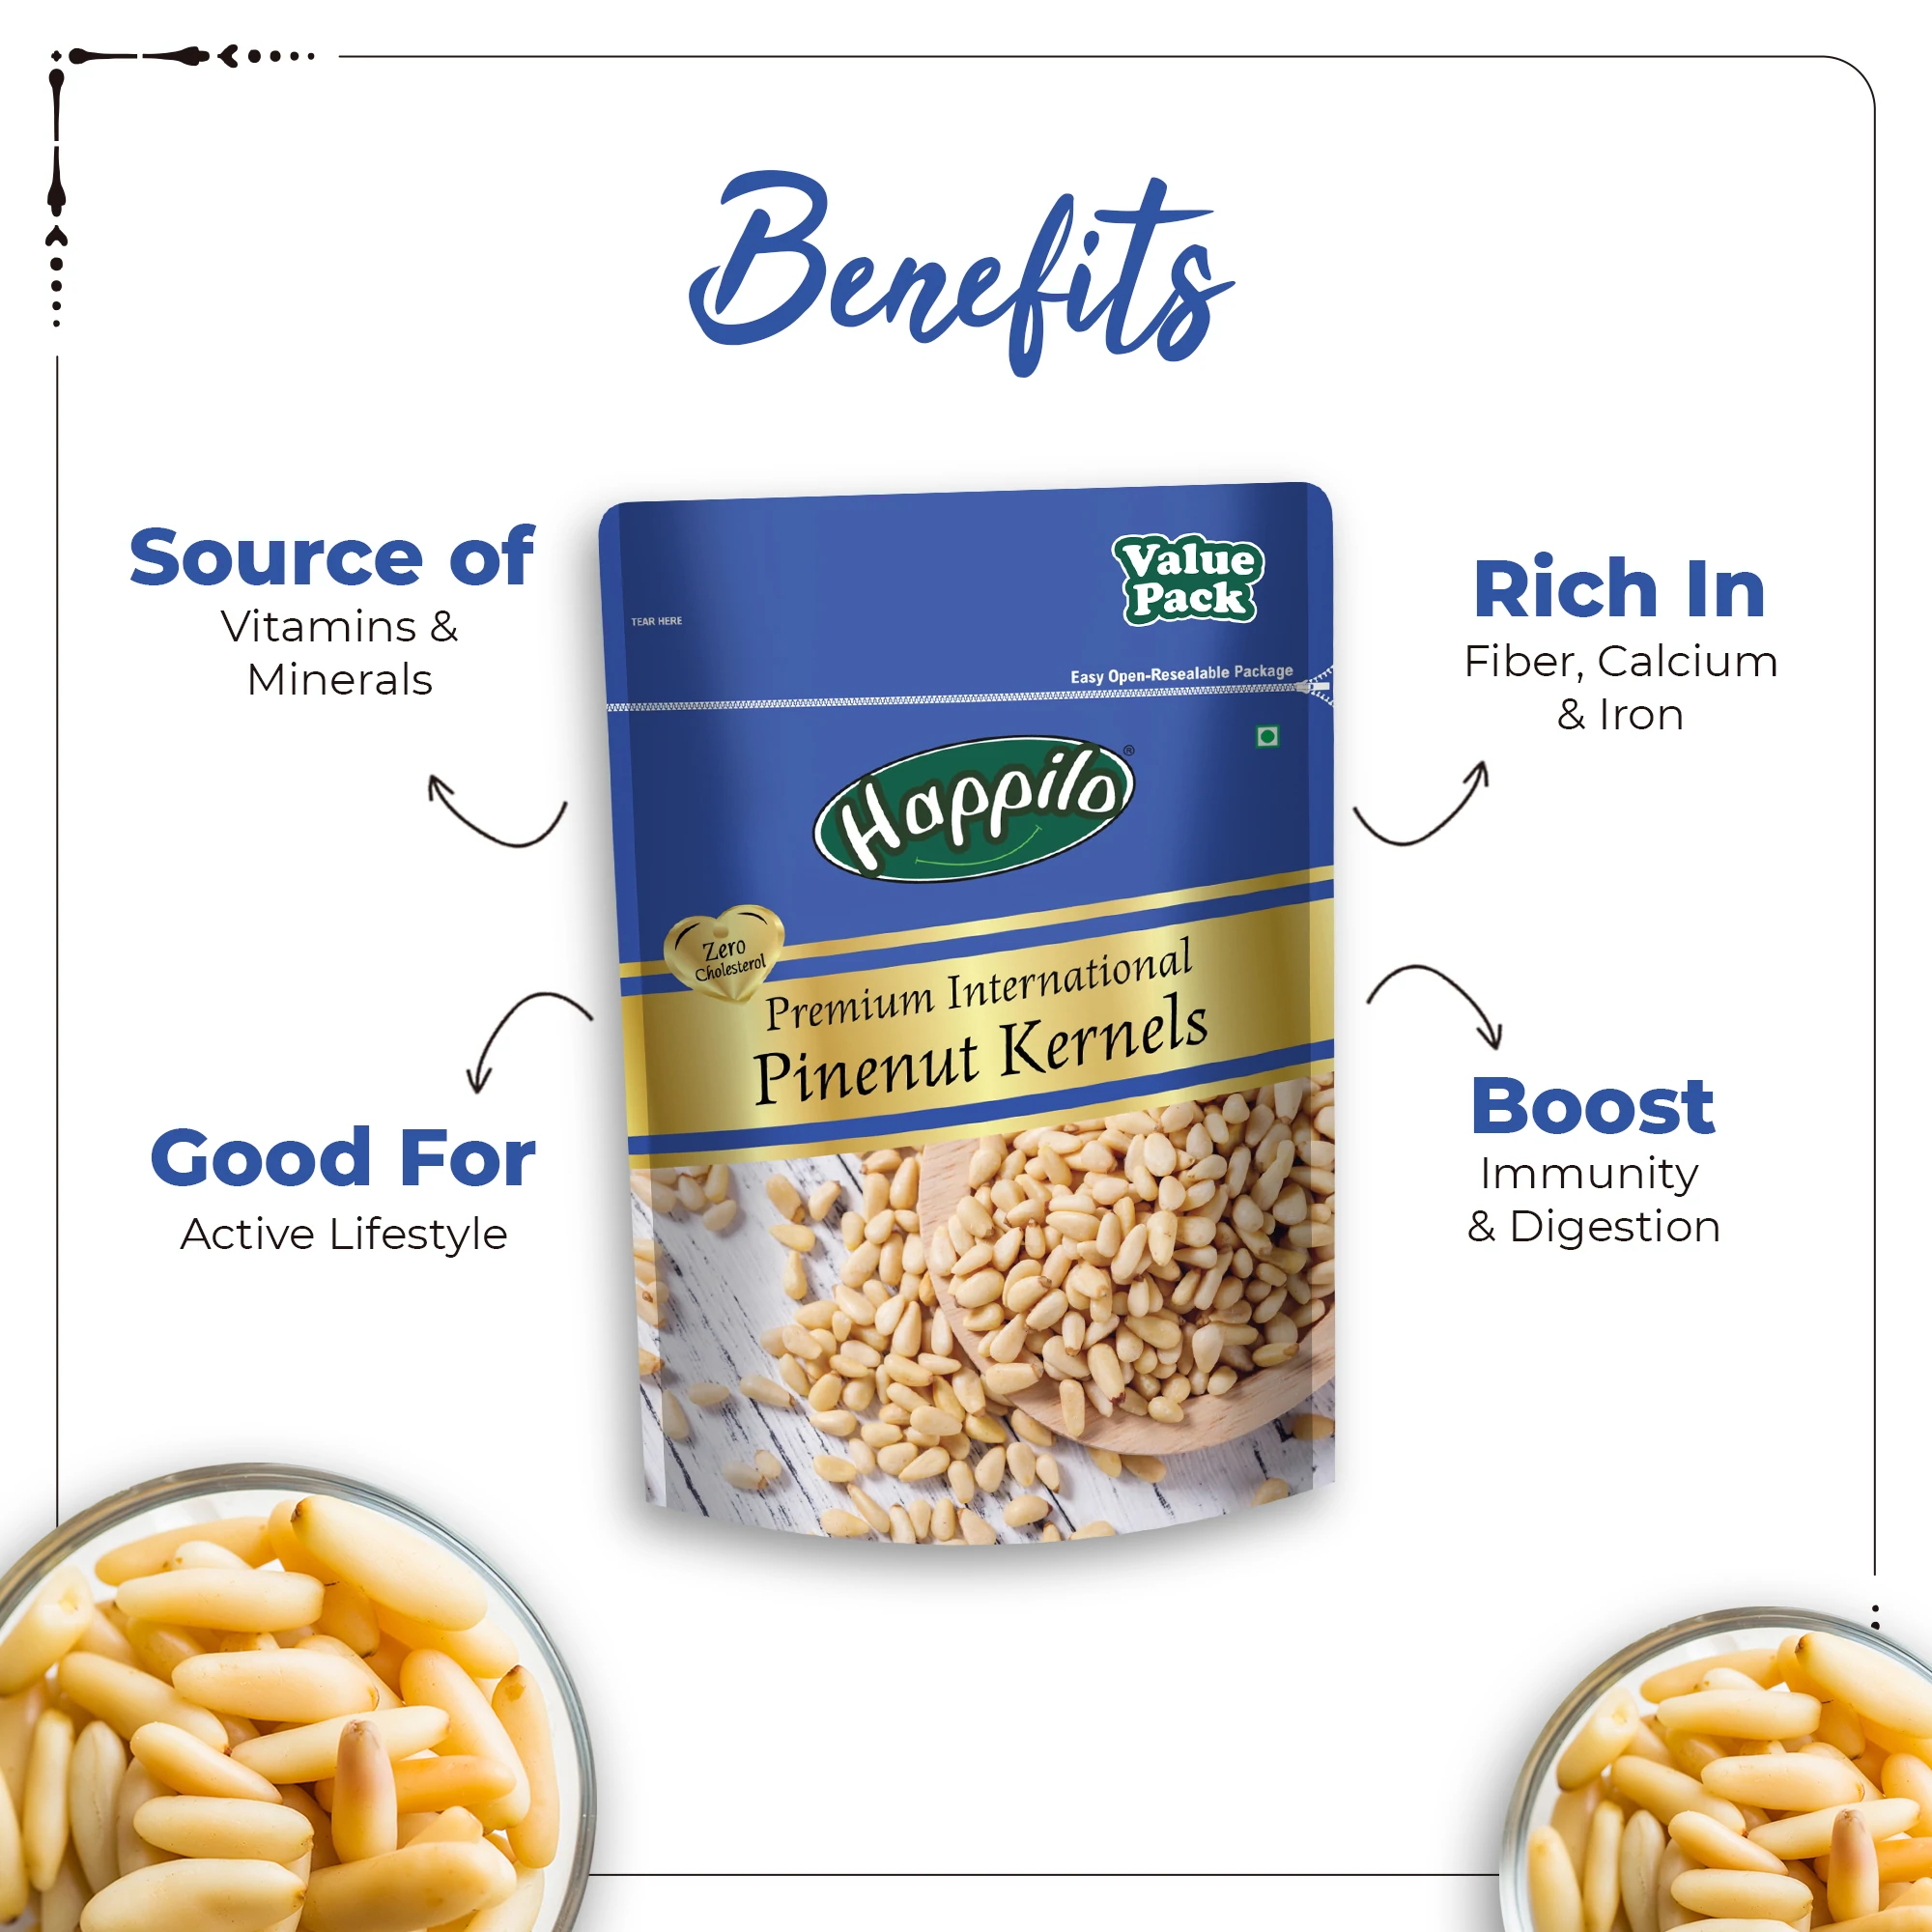 Benefits
Source of
Vitamins &
Minerals
Rich In
Fiber, Calcium
& Iron
Good For
Active Lifestyle
Boost
Immunity
& Digestion
Value
Pack
TEAR HERE
Easy Open-Resealable Package
Happilo®
Zero
Cholesterol
Premium International
Pinenut Kernels